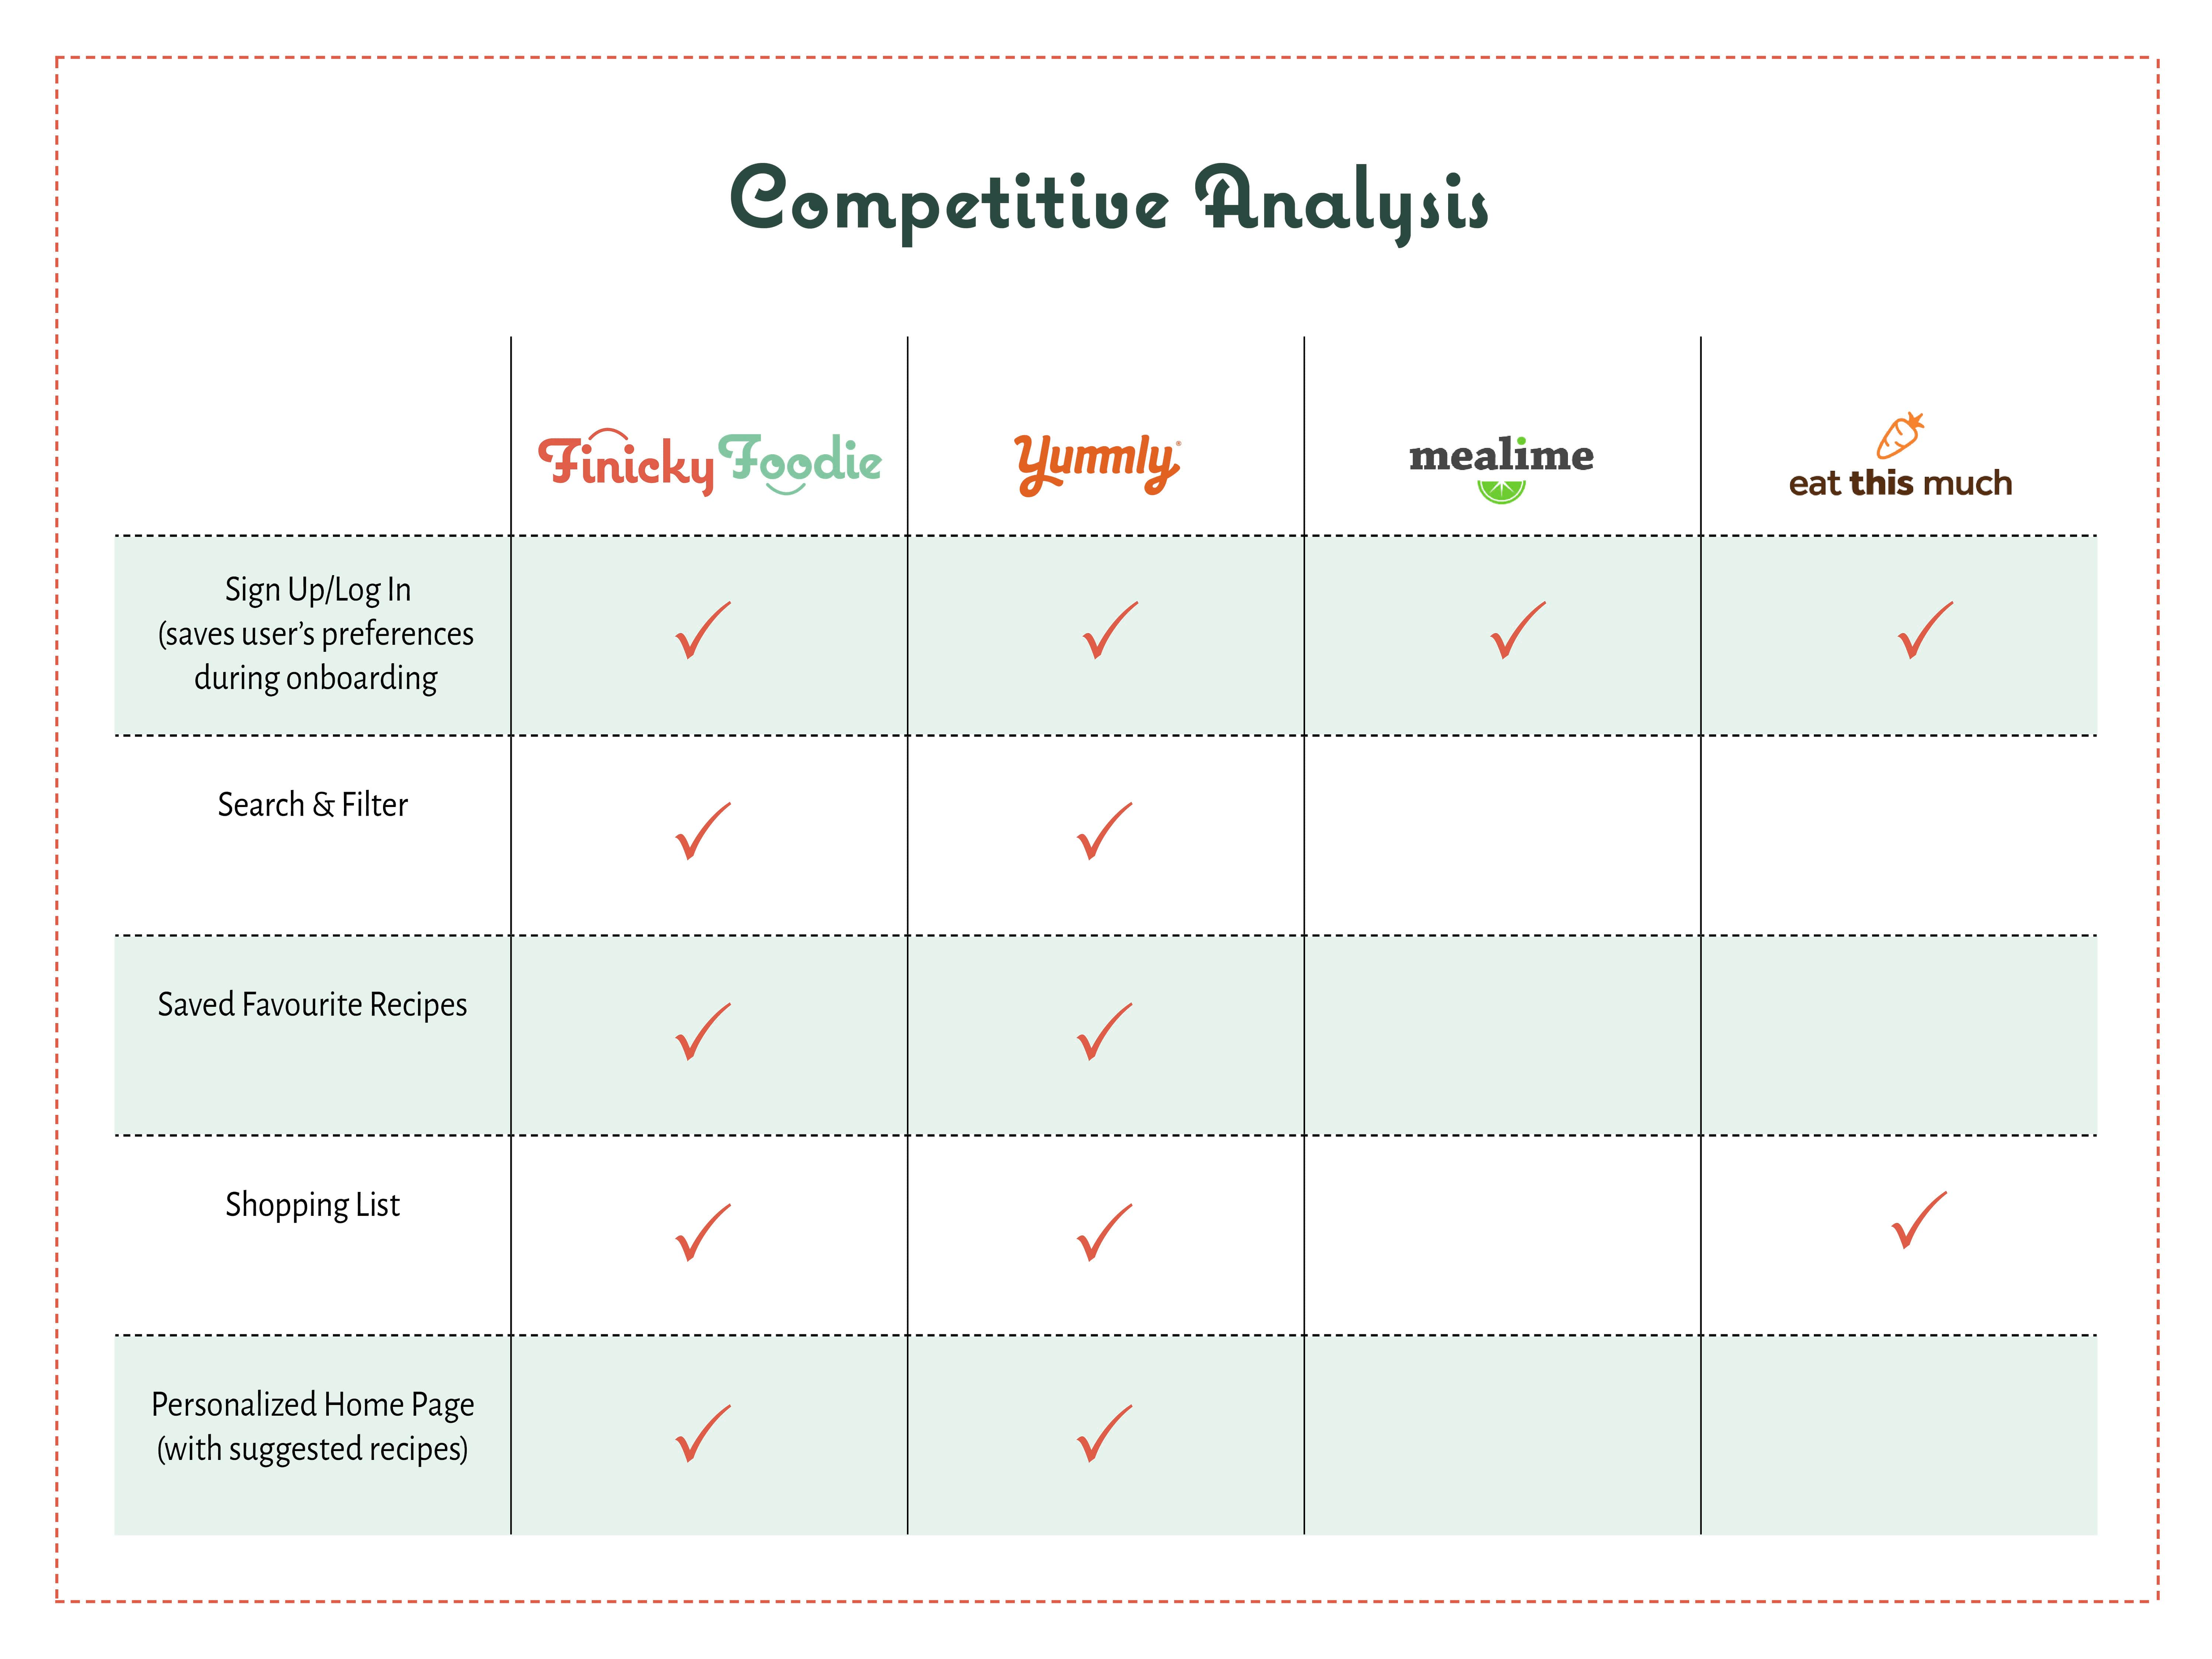 Competitive Analysis
Finicky Foodie
Yummly®
mealime
eat this much
Sign Up/Log In
(saves user’s preferences
during onboarding
Search & Filter
Saved Favourite Recipes
Shopping List
Personalized Home Page
(with suggested recipes)